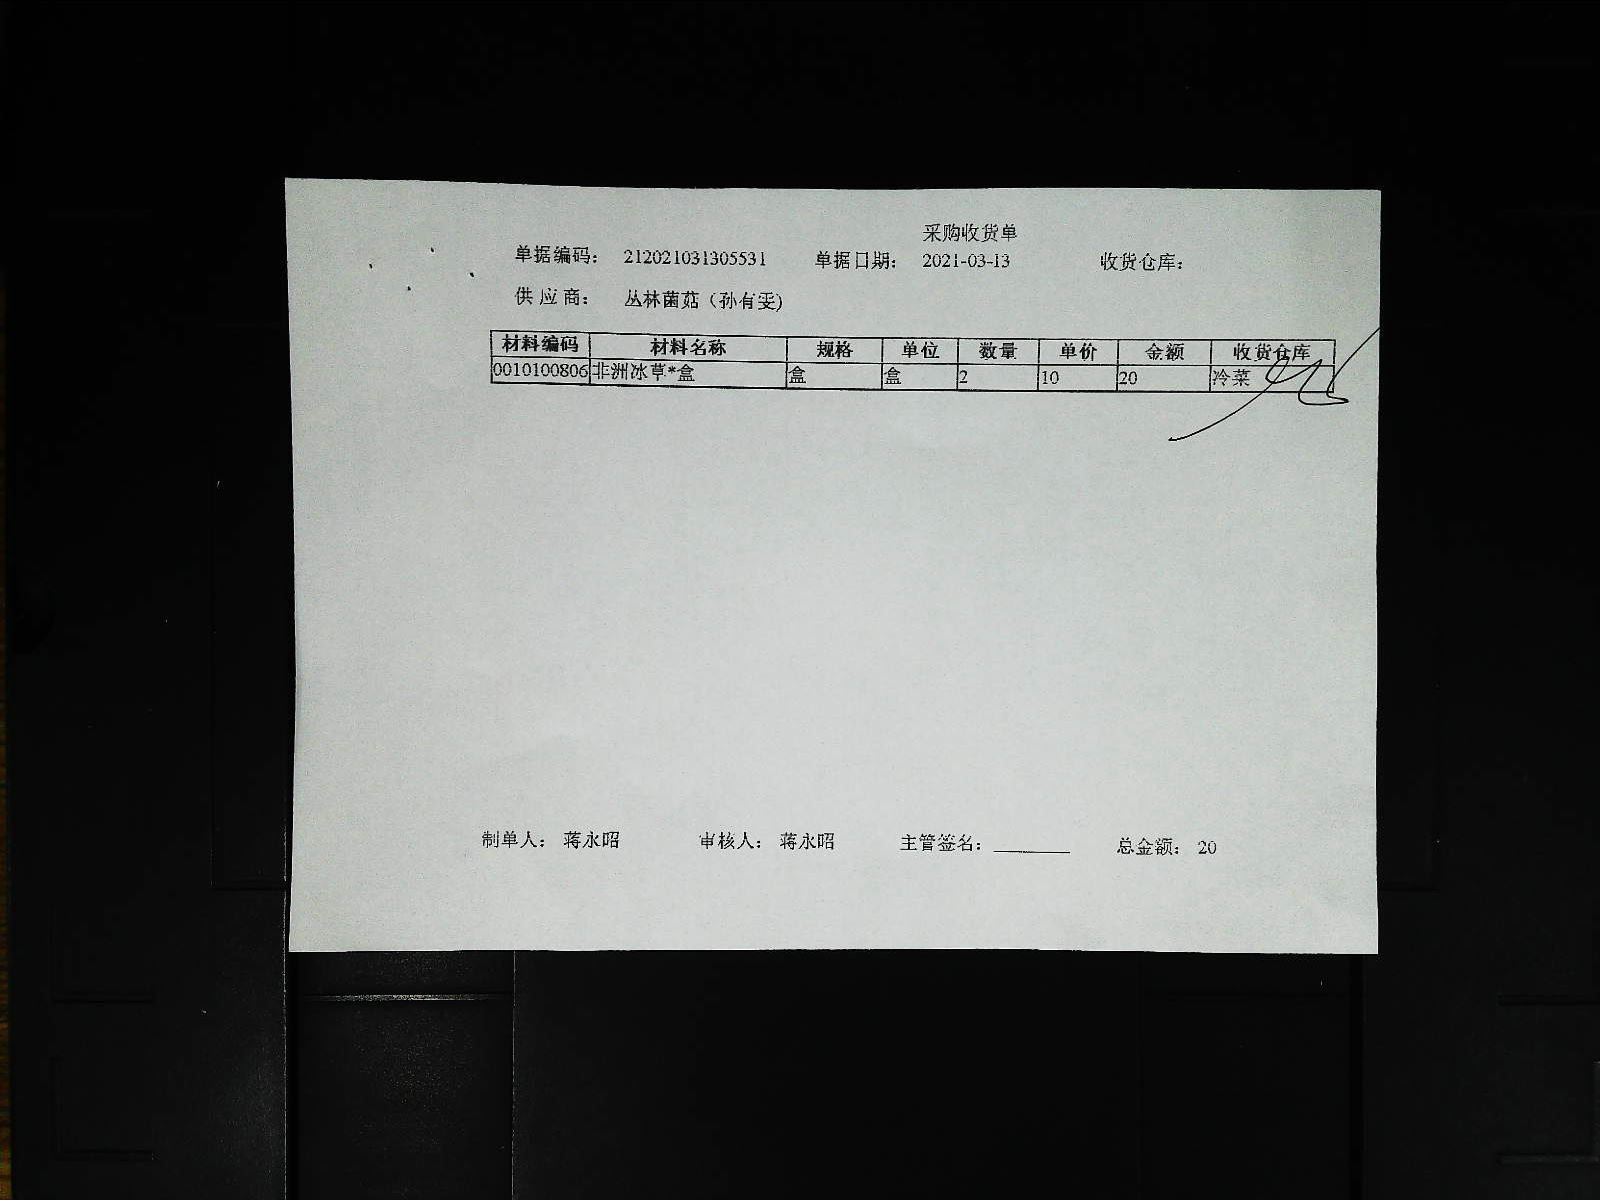 采购收货单
单据编码： 212021031305531 单据日期： 2021-03-13 收货仓库：
供应商： 丛林菌菇（孙有雯）
材料编码 材料名称 规格 单位 数量 单价 金额 收货仓库
0010100806 非洲冰草*盒 盒 盒 2 10 20 冷菜
制单人： 蒋永昭 审核人： 蒋永昭 主管签名：________ 总金额： 20